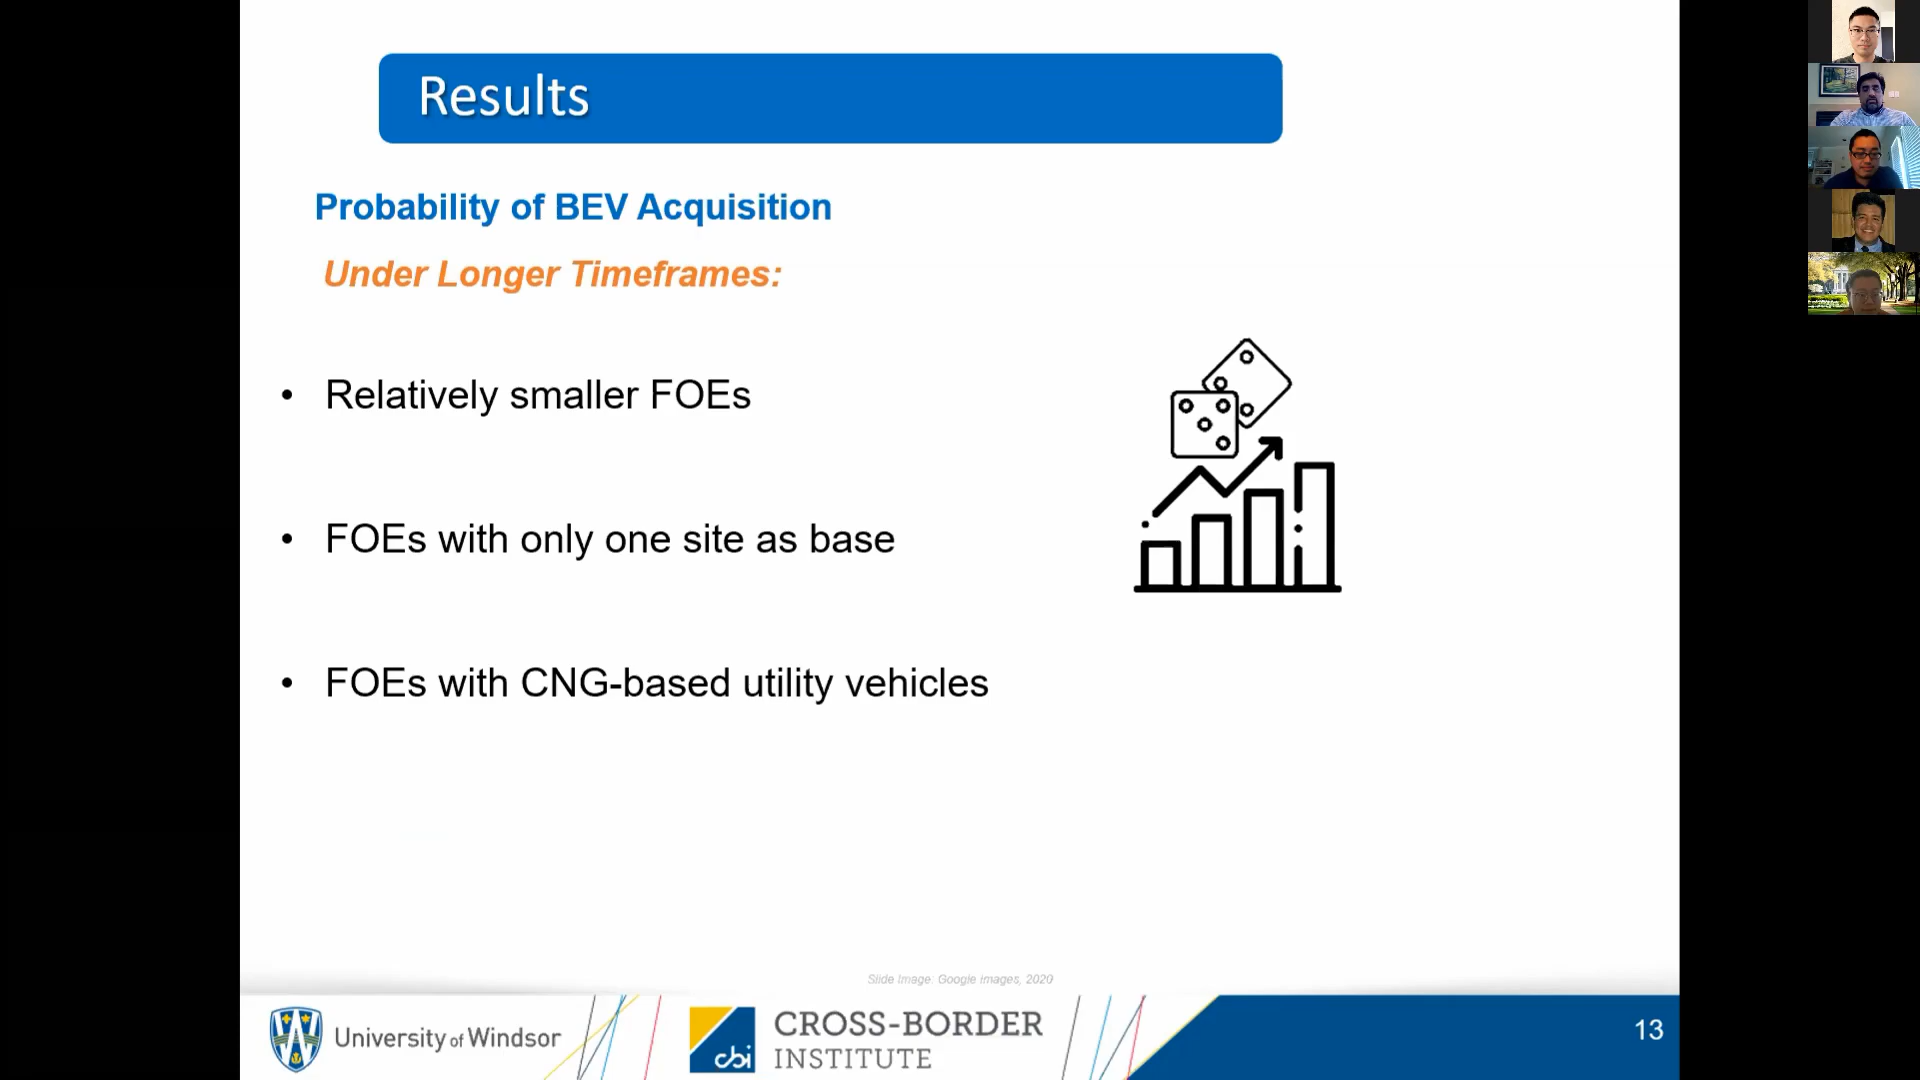 Results
Probability of BEV Acquisition
Under Longer Timeframes:
• Relatively smaller FOEs
• FOEs with only one site as base
• FOEs with CNG-based utility vehicles
Slide Image: Google images, 2020
University of Windsor
cbi
CROSS-BORDER
INSTITUTE
13